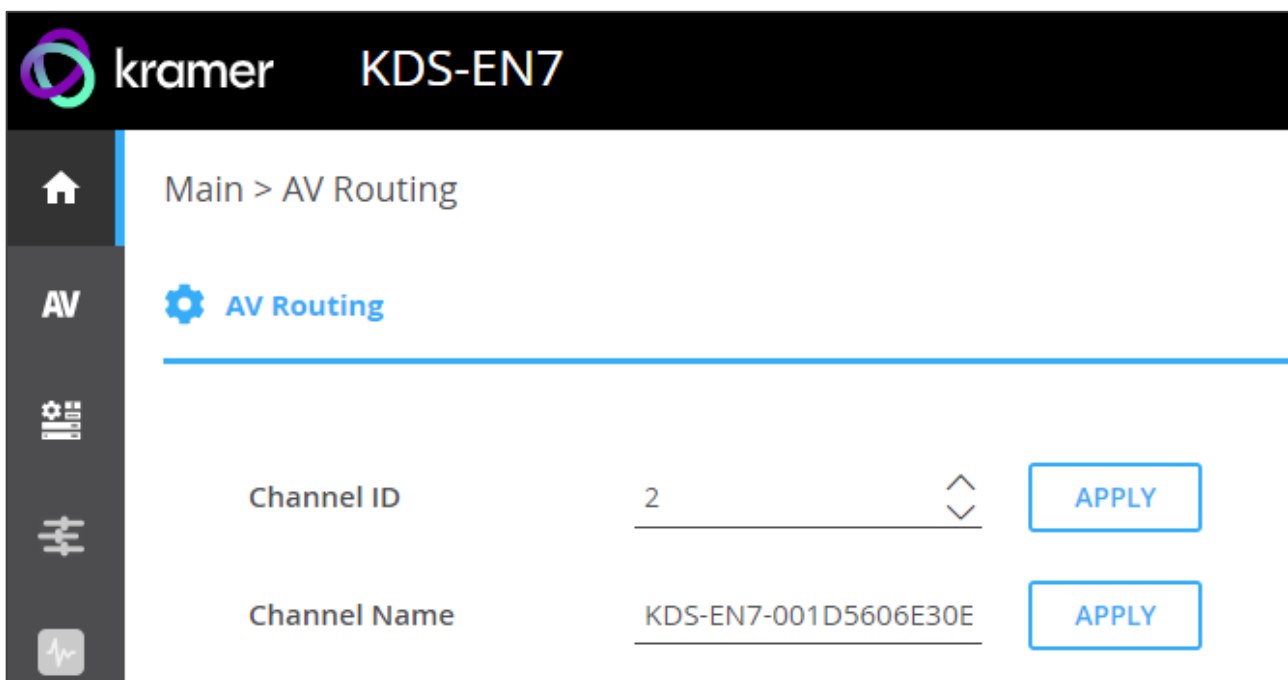 kramer KDS-EN7
Main > AV Routing
AV
AV Routing
Channel ID 2 APPLY
Channel Name KDS-EN7-001D5606E30E APPLY